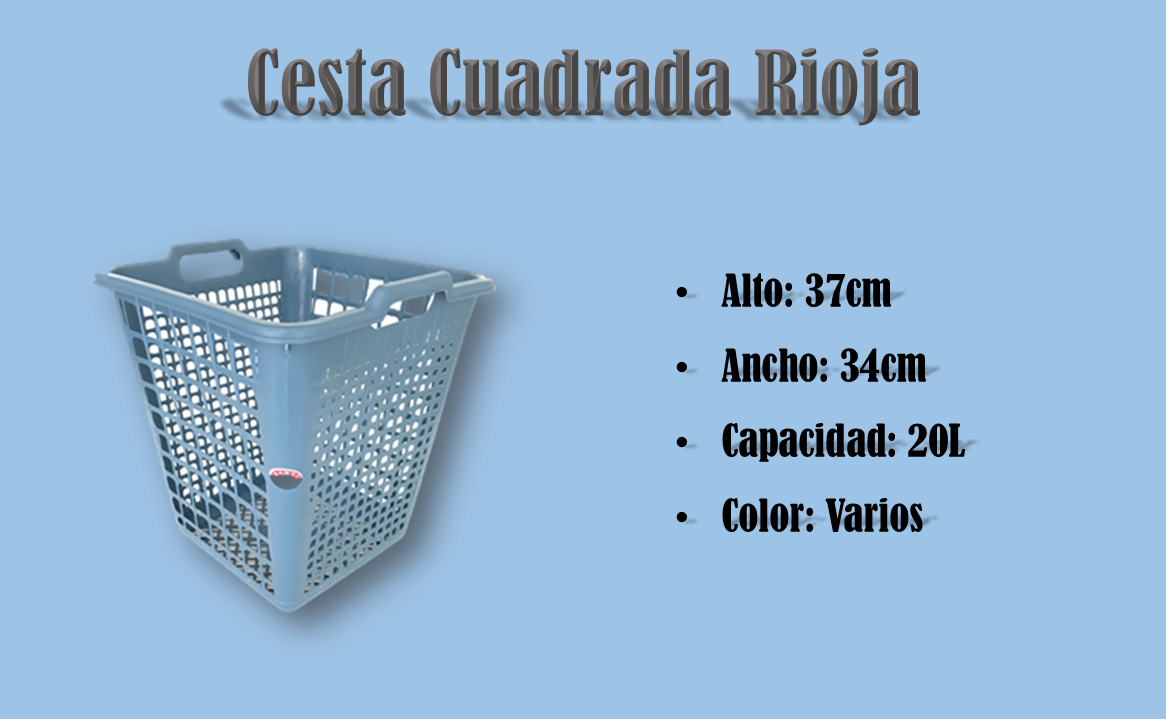 Cesta Cuadrada Rioja
• Alto: 37cm
• Ancho: 34cm
• Capacidad: 20L
• Color: Varios